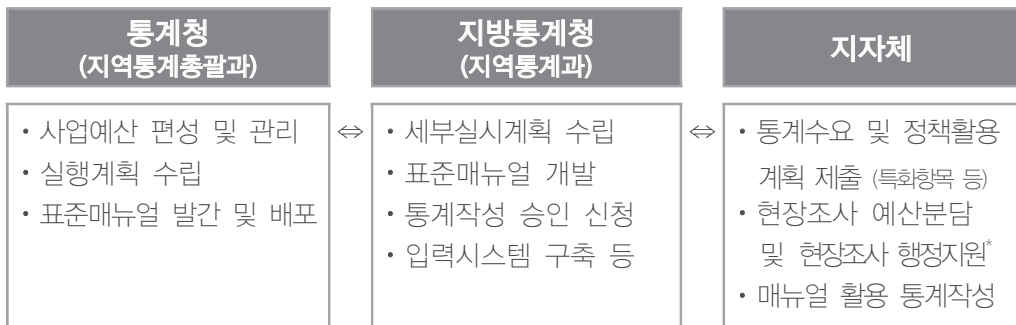 통계청
(지역통계총괄과)
• 사업예산 편성 및 관리
• 실행계획 수립
• 표준매뉴얼 발간 및 배포
⇔
지방통계청
(지역통계과)
• 세부실시계획 수립
• 표준매뉴얼 개발
• 통계작성 승인 신청
• 입력시스템 구축 등
⇔
지자체
• 통계수요 및 정책활용
계획 제출 (특화항목 등)
• 현장조사 예산분담
및 현장조사 행정지원*
• 매뉴얼 활용 통계작성